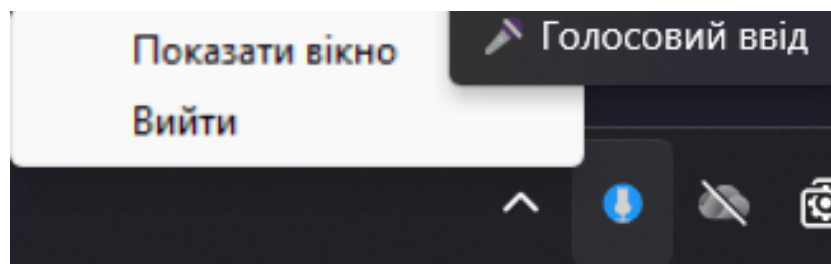 Показати вікно
Вийти
Голосовий ввід